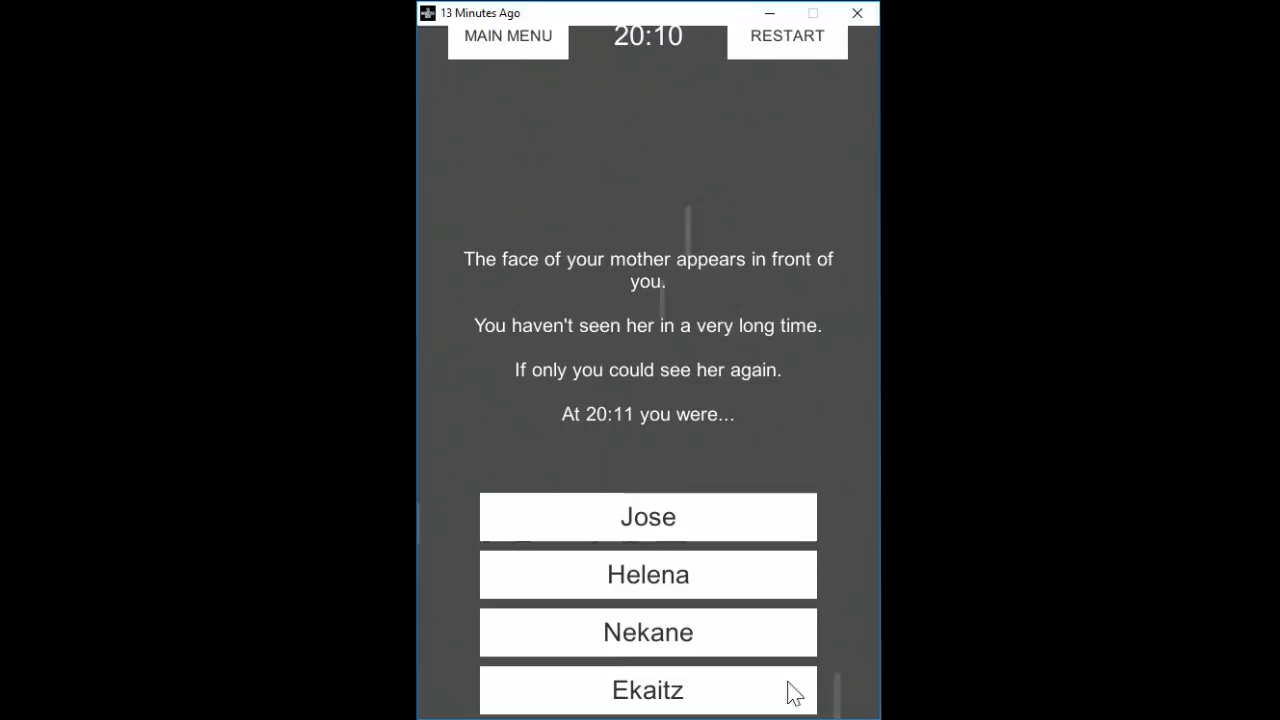 13 Minutes Ago
MAIN MENU
20:10
RESTART
The face of your mother appears in front of
you.
You haven't seen her in a very long time.
If only you could see her again.
At 20:11 you were...
Jose
Helena
Nekane
Ekaitz